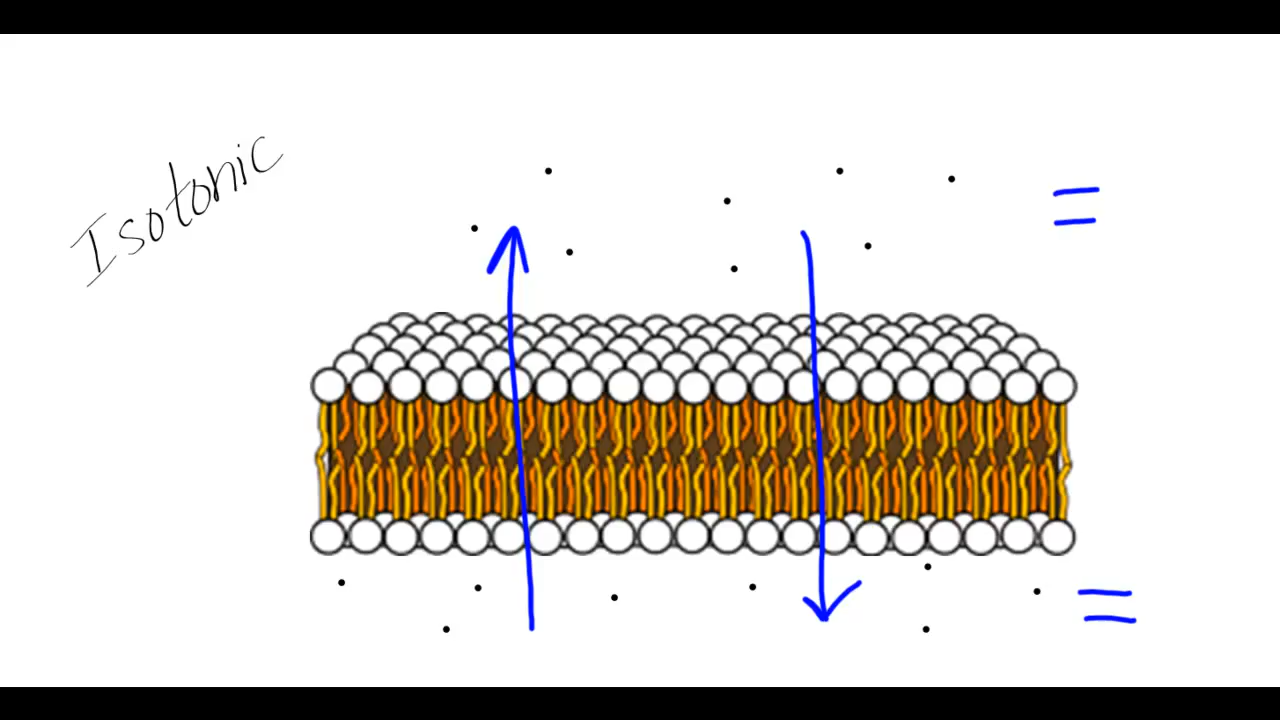 Isotonic
=
=